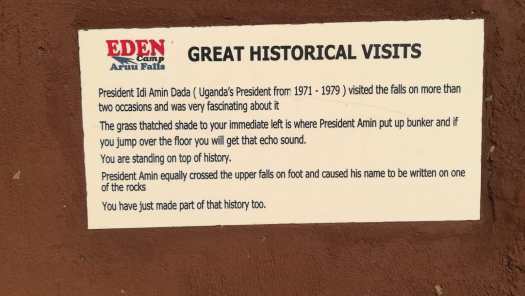 EDEN
Camp
Aruu Falls
GREAT HISTORICAL VISITS
President Idi Amin Dada ( Uganda's President from 1971 - 1979 ) visited the falls on more than
two occasions and was very fascinating about it
The grass thatched shade to your immediate left is where President Amin put up bunker and if
you jump over the floor you will get that echo sound.
You are standing on top of history.
President Amin equally crossed the upper falls on foot and caused his name to be written on one
of the rocks
You have just made part of that history too.